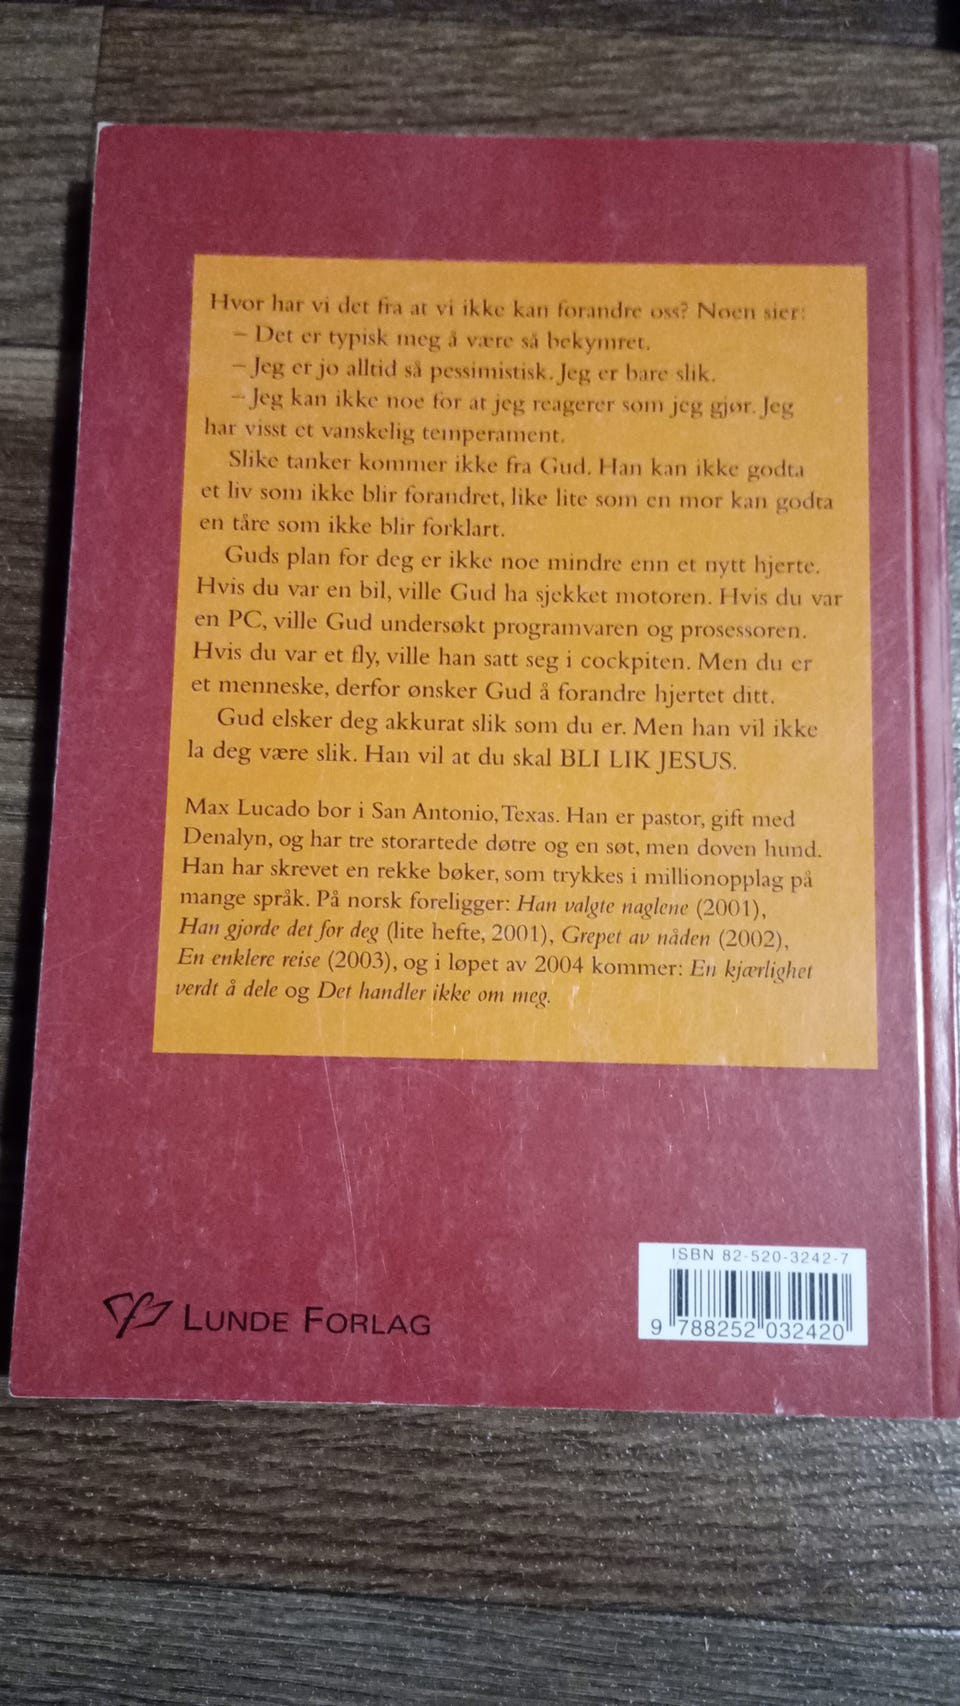 Hvor har vi det fra at vi ikke kan forandre oss? Noen sier:
– Det er typisk meg å være så bekymret.
– Jeg er jo alltid så pessimistisk. Jeg er bare slik.
– Jeg kan ikke noe for at jeg reagerer som jeg gjør. Jeg
har visst et vanskelig temperament.
Slike tanker kommer ikke fra Gud. Han kan ikke godta
et liv som ikke blir forandret, like lite som en mor kan godta
en tåre som ikke blir forklart.
Guds plan for deg er ikke noe mindre enn et nytt hjerte.
Hvis du var en bil, ville Gud ha sjekket motoren. Hvis du var
en PC, ville Gud undersøkt programvaren og prosessoren.
Hvis du var et fly, ville han satt seg i cockpiten. Men du er
et menneske, derfor ønsker Gud å forandre hjertet ditt.
Gud elsker deg akkurat slik som du er. Men han vil ikke
la deg være slik. Han vil at du skal BLI LIK JESUS.
Max Lucado bor i San Antonio, Texas. Han er pastor, gift med
Denalyn, og har tre storartede døtre og en søt, men doven hund.
Han har skrevet en rekke bøker, som trykkes i millionopplag på
mange språk. På norsk foreligger: Han valgte naglene (2001),
Han gjorde det for deg (lite hefte, 2001), Grepet av nåden (2002),
En enklere reise (2003), og i løpet av 2004 kommer: En kjærlighet
verdt å dele og Det handler ikke om meg.
ISBN 82-520-3242-7
9 788252 032420
LUNDE FORLAG